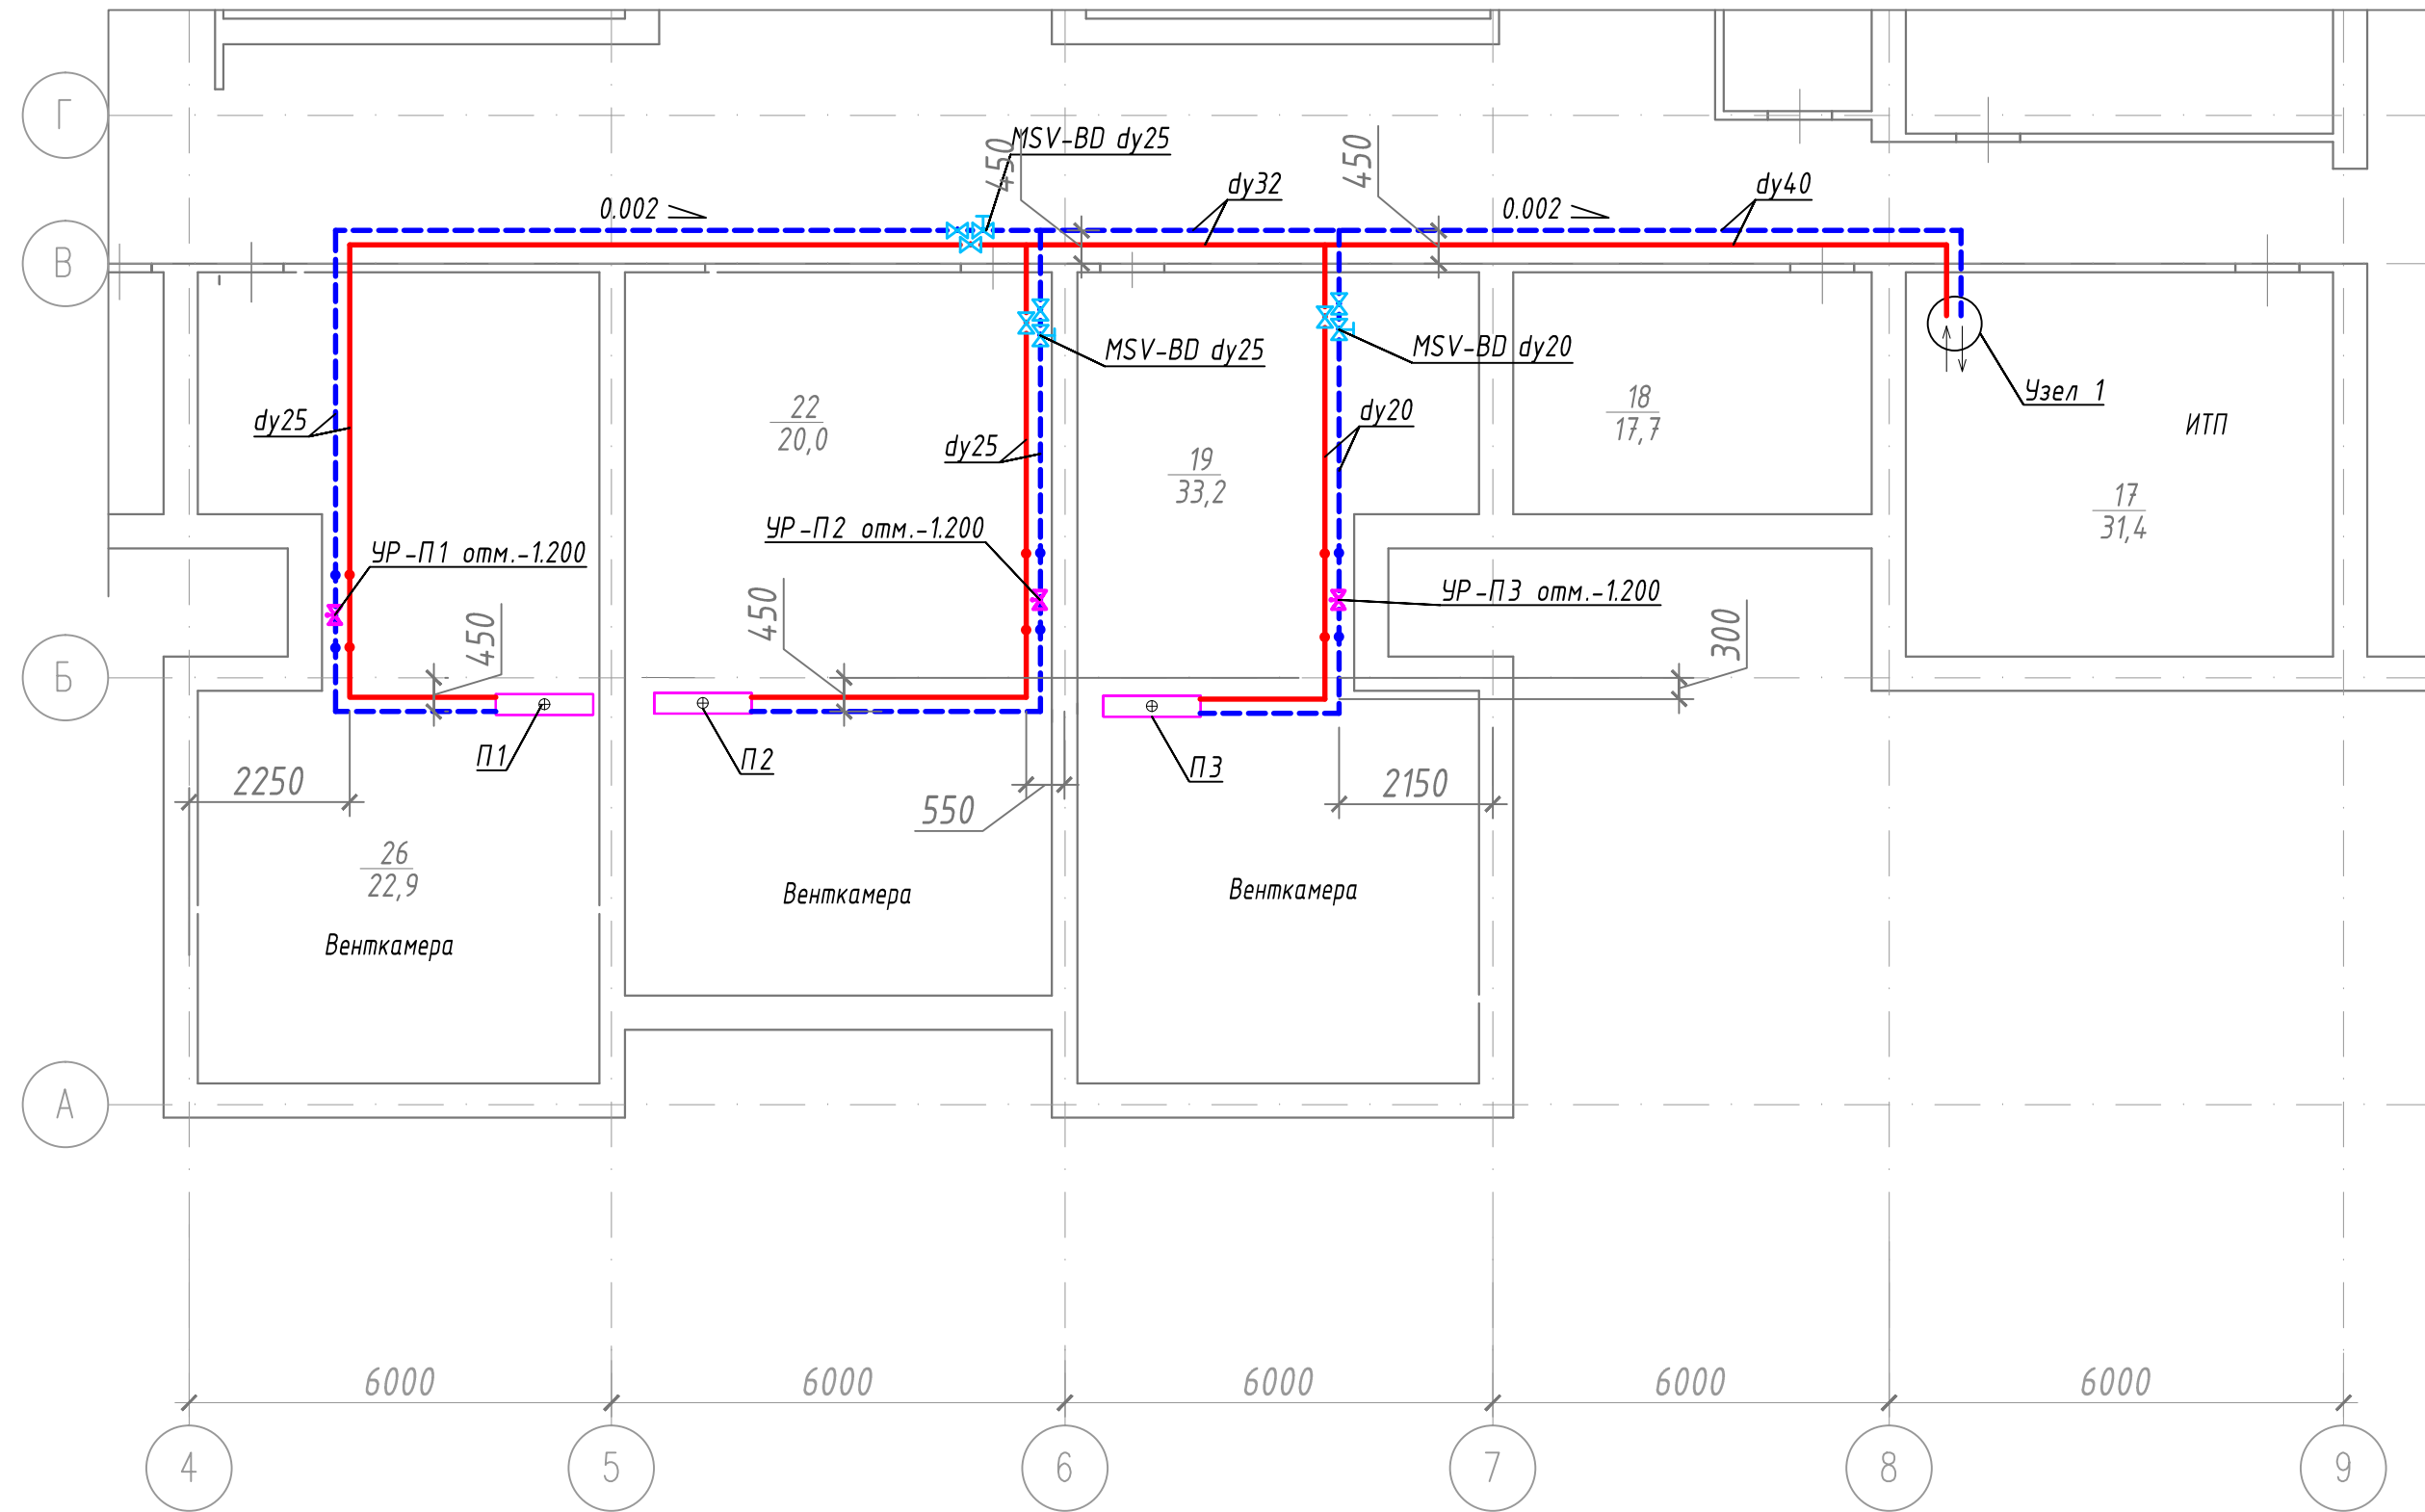 Г
MSV-BD dy25
450
450
dy32
dy40
0.002
0.002
В
MSV-BD dy25
MSV-BD dy20
Узел 1
dy25
22
20,0
18
17,7
dy20
ИТП
dy25
19
33,2
17
31,4
УР-П1 отм.-1.200
УР-П2 отм.-1.200
УР-П3 отм.-1.200
450
450
300
Б
П1
П2
П3
2250
550
2150
26
22,9
Венткамера
Венткамера
Венткамера
А
6000
6000
6000
6000
6000
4
5
6
7
8
9